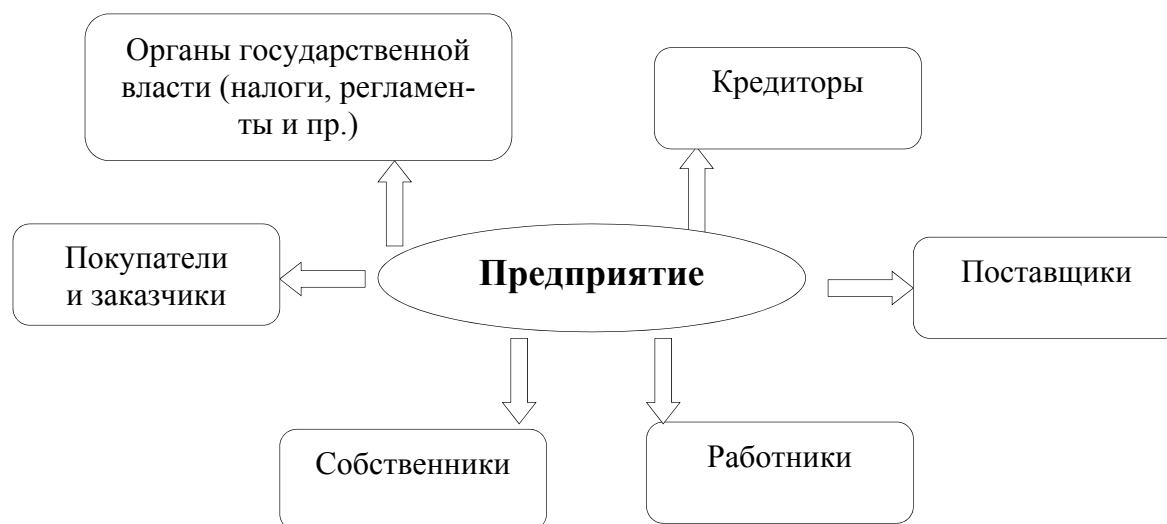 Органы государственной
власти (налоги, регламен-
ты и пр.)
Кредиторы
Покупатели
и заказчики
Предприятие
Поставщики
Собственники
Работники